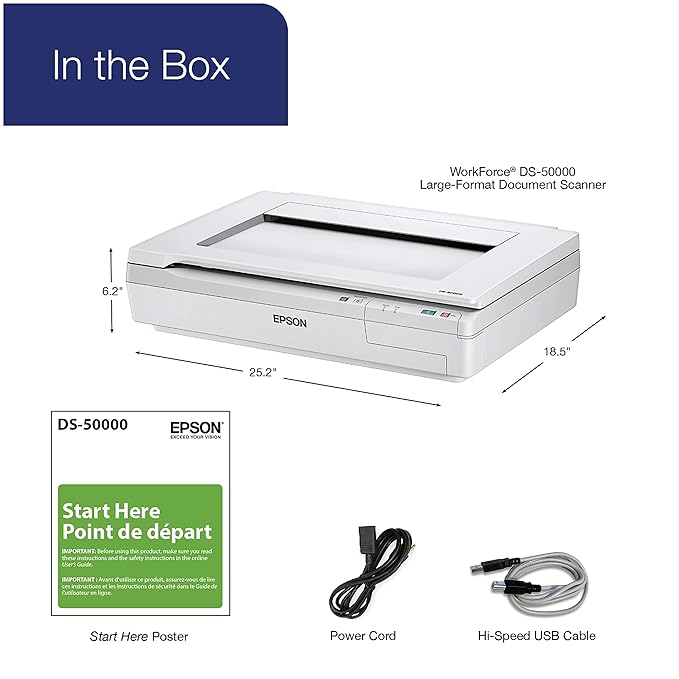 In the Box
WorkForce® DS-50000
Large-Format Document Scanner
6.2"
DS-50000
EPSON
25.2"
18.5"
DS-50000
EPSON
EXCEED YOUR VISION
Start Here
Point de départ
IMPORTANT: Before using this product, make sure you read
these instructions and the safety instructions in the online
User's Guide.
IMPORTANT : Avant d'utiliser ce produit, assurez-vous de lire
ces instructions et les instructions de sécurité dans le Guide de
l'utilisateur en ligne.
Start Here Poster
Power Cord
Hi-Speed USB Cable